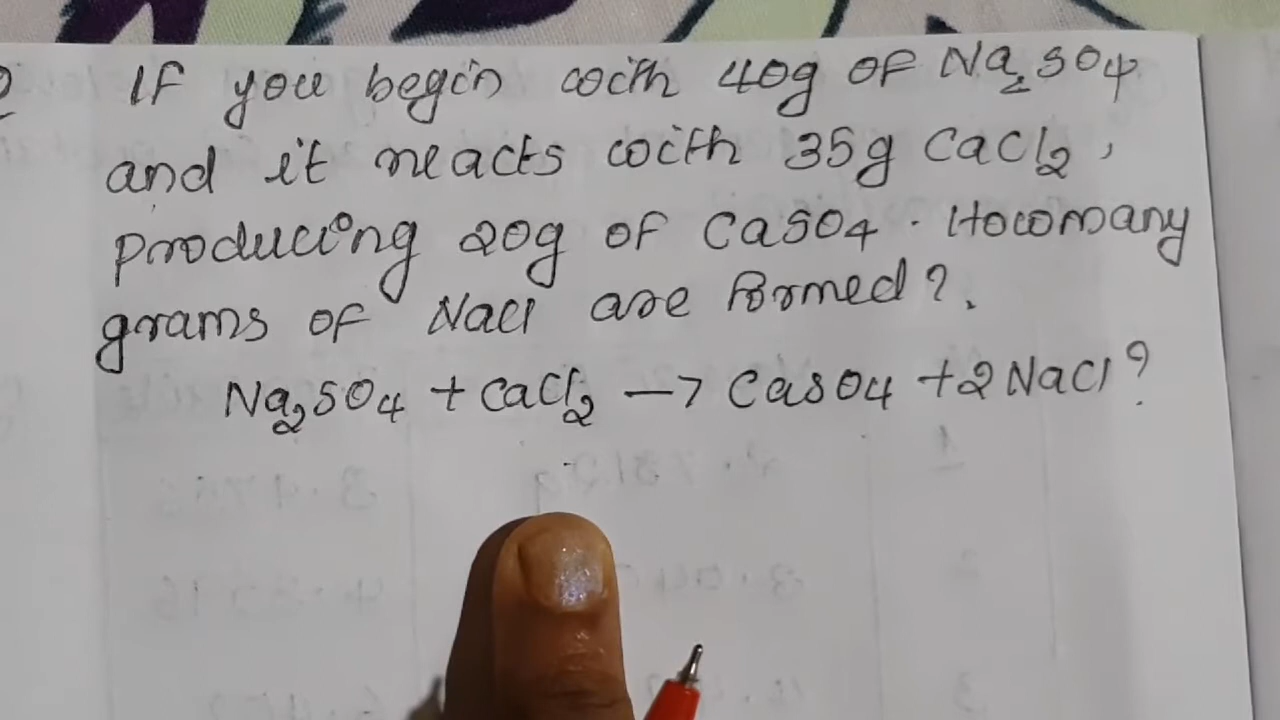 If you begin with 40g of Na2SO4
and it reacts with 35g CaCl2,
producing 20g of CaSO4. How many
grams of NaCl are formed?.
Na2SO4 + CaCl2 → CaSO4 + 2NaCl?